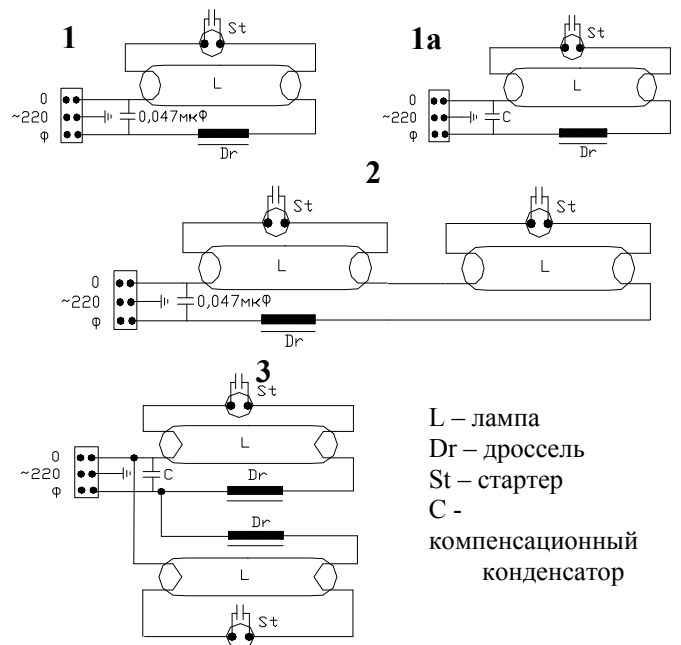 1
St
L
0
~220
Ф
0,047мкФ
Dr
1а
St
L
0
~220
Ф
C
Dr
2
St
L
St
L
0
~220
Ф
0,047мкФ
Dr
3
St
L
0
~220
Ф
C
Dr
Dr
L
St
L – лампа
Dr – дроссель
St – стартер
C -
компенсационный
конденсатор